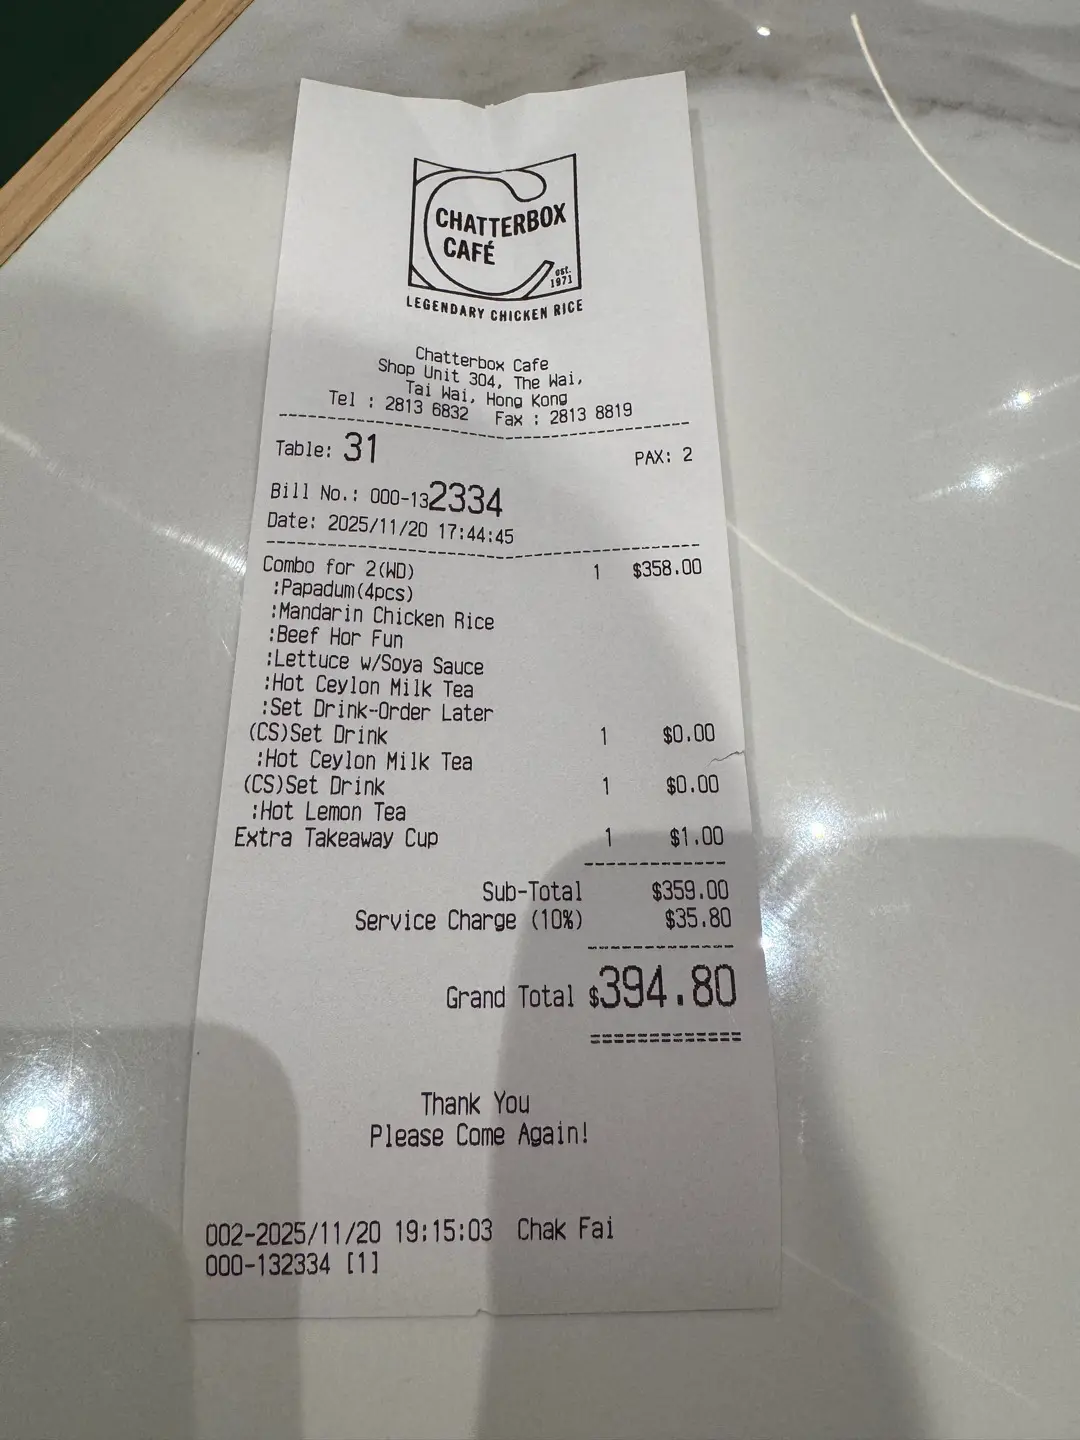 CHATTERBOX
CAFÉ
est.
1971
LEGENDARY CHICKEN RICE
Chatterbox Cafe
Shop Unit 304, The Wai,
Tai Wai, Hong Kong
Tel : 2813 6832 Fax : 2813 8819
Table: 31 PAX: 2
Bill No.: 000-132334
Date: 2025/11/20 17:44:45
Combo for 2(WD) 1 $358.00
:Papadum(4pcs)
:Mandarin Chicken Rice
:Beef Hor Fun
:Lettuce w/Soya Sauce
:Hot Ceylon Milk Tea
:Set Drink-Order Later
(CS)Set Drink 1 $0.00
:Hot Ceylon Milk Tea
(CS)Set Drink 1 $0.00
:Hot Lemon Tea
Extra Takeaway Cup 1 $1.00
Sub-Total $359.00
Service Charge (10%) $35.80
Grand Total $394.80
Thank You
Please Come Again!
002-2025/11/20 19:15:03 Chak Fai
000-132334 [1]